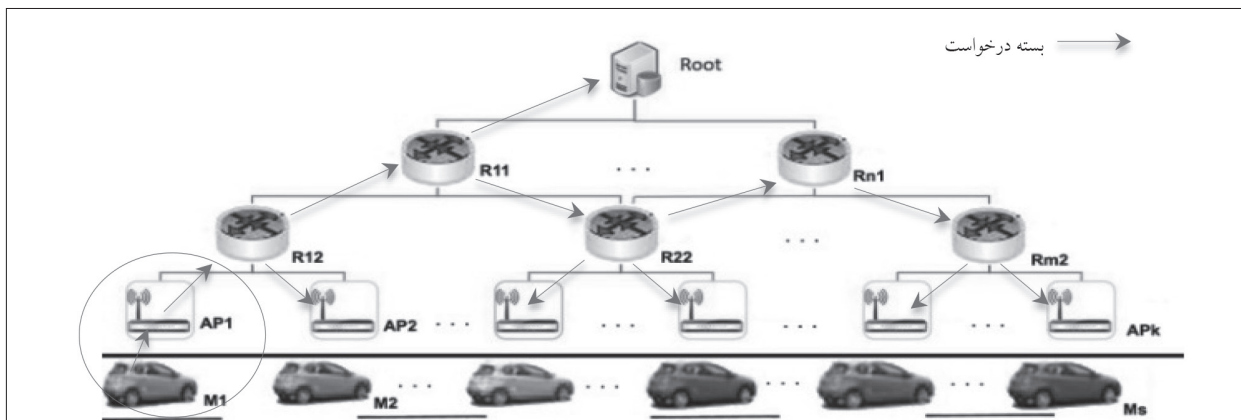 بسته درخواست
Root
R11
. . .
Rn1
R12
R22
. . .
Rm2
AP1
AP2
. . .
. . .
. . .
. . .
APk
M1
M2
. . .
. . .
. . .
. . .
Ms